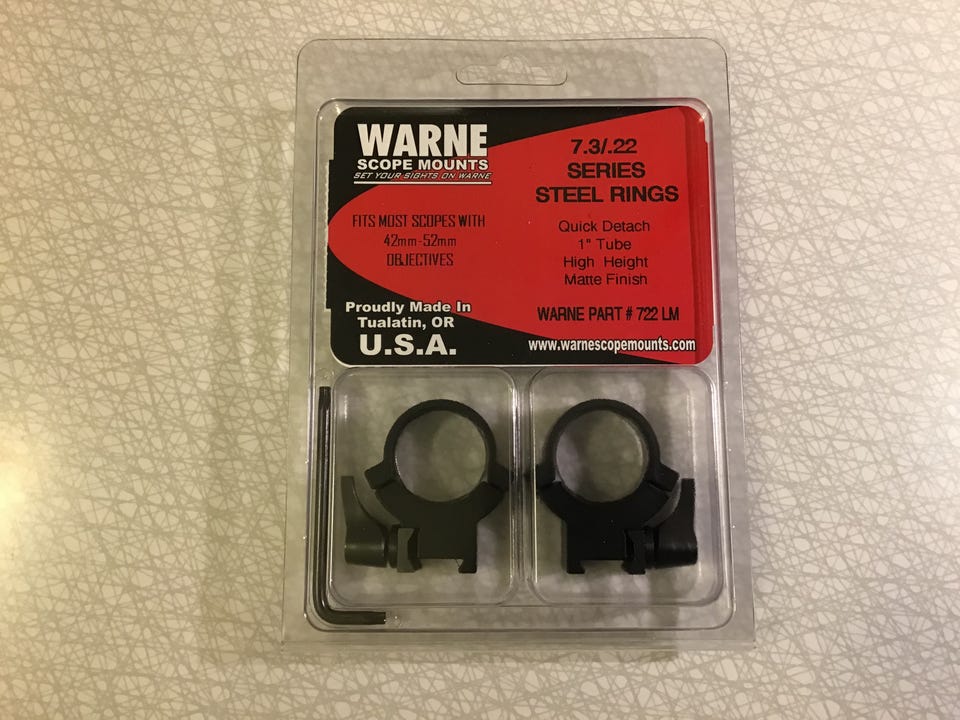 WARNE
SCOPE MOUNTS
SET YOUR SIGHTS ON WARNE
FITS MOST SCOPES WITH
42mm-52mm
OBJECTIVES
Proudly Made In
Tualatin, OR
U.S.A.
7.3/.22
SERIES
STEEL RINGS
Quick Detach
1" Tube
High Height
Matte Finish
WARNE PART # 722 LM
www.warnescopemounts.com